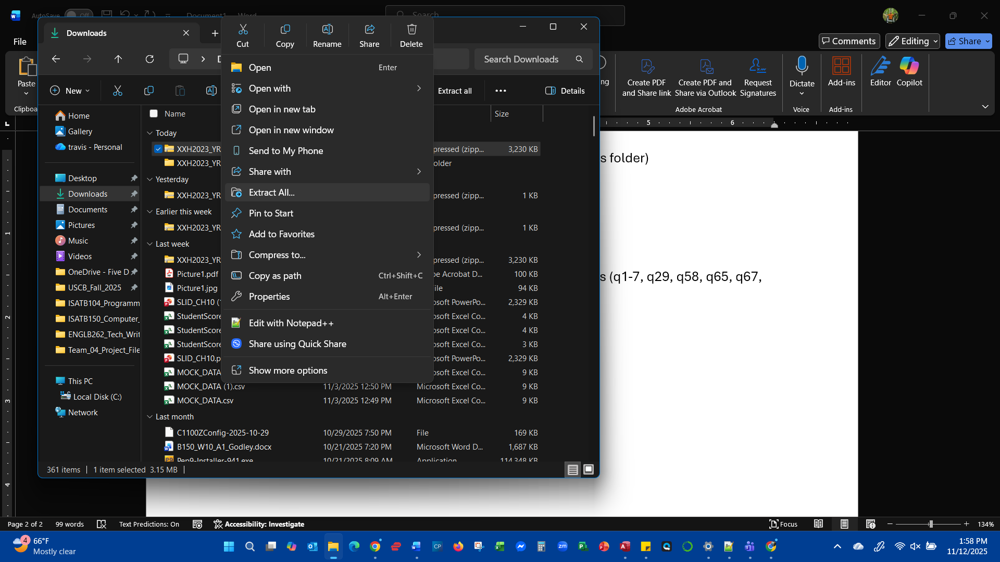 AutoSave Off Document1 Word Search
File Comments Editing Share
Paste
Clipboa
Create PDF and Share link
Create PDF and Share via Outlook
Request Signatures
Adobe Acrobat
Dictate
Voice
Add-ins
Add-ins
Editor
Copilot
5 6
s folder)
s (q1-7, q29, q58, q65, q67,
Downloads
Search Downloads
New
Extract all
Details
Home
Gallery
travis - Personal
Desktop
Downloads
Documents
Pictures
Music
Videos
OneDrive - Five D
USCB_Fall_2025
ISATB104_Programm
ISATB150_Computer_
ENGLB262_Tech_Writ
Team_04_Project_File
This PC
Local Disk (C:)
Network
Name Size
Today
XXH2023_YR pressed (zipp... 3,230 KB
XXH2023_YR older
Yesterday
XXH2023_YR pressed (zipp... 1 KB
Earlier this week
XXH2023_YR pressed (zipp... 1 KB
Last week
XXH2023_YR pressed (zipp... 3,230 KB
Picture1.pdf be Acrobat D... 100 KB
Picture1.jpg ile 94 KB
SLID_CH10 ( osoft PowerPo... 2,329 KB
StudentScore osoft Excel Co... 4 KB
StudentScore osoft Excel Co... 4 KB
StudentScore osoft Excel Co... 3 KB
SLID_CH10.p osoft PowerPo... 2,329 KB
MOCK_DATA osoft Excel Co... 9 KB
MOCK_DATA (1).csv 11/3/2025 12:50 PM Microsoft Excel Co... 9 KB
MOCK_DATA.csv 11/3/2025 12:49 PM Microsoft Excel Co... 9 KB
Last month
C1100ZConfig-2025-10-29 10/29/2025 7:50 PM File 169 KB
B150_W10_A1_Godley.docx 10/21/2025 7:20 PM Microsoft Word D... 1,687 KB
Pep9-Installer-941.exe 10/21/2025 8:09 AM Application 114,348 KB
361 items 1 item selected 3.15 MB
Cut Copy Rename Share Delete
Open Enter
Open with
Open in new tab
Open in new window
Send to My Phone
Share with
Extract All...
Pin to Start
Add to Favorites
Compress to...
Copy as path Ctrl+Shift+C
Properties Alt+Enter
Edit with Notepad++
Share using Quick Share
Show more options
1
2
3
4
Page 2 of 2 99 words Text Predictions: On Accessibility: Investigate Focus 134%
4 66°F
Mostly clear
1:58 PM
11/12/2025